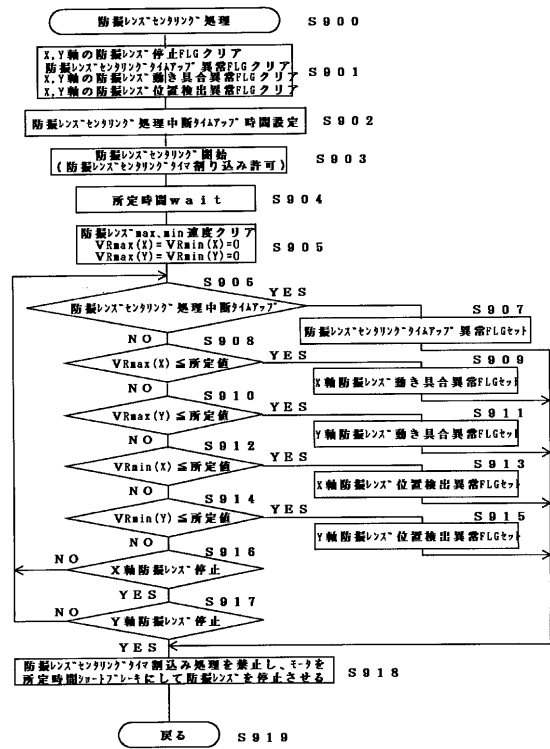 防振レンズセンタリング処理
S900
X,Y軸の防振レンズ停止FLGクリア
防振レンズセンタリングタイムアップ異常FLGクリア
X,Y軸の防振レンズ動き具合異常FLGクリア
X,Y軸の防振レンズ位置検出異常FLGクリア
S901
防振レンズセンタリング処理中断タイムアップ時間設定
S902
防振レンズセンタリング開始
(防振レンズセンタリングタイマ割り込み許可)
S903
所定時間wait
S904
防振レンズmax,min速度クリア
VRmax(X)=VRmin(X)=0
VRmax(Y)=VRmin(Y)=0
S905
S906
防振レンズセンタリング処理中断タイムアップ
YES
NO
S907
防振レンズセンタリングタイムアップ異常FLGセット
S908
VRmax(X)≦所定値
YES
NO
S909
X軸防振レンズ動き具合異常FLGセット
S910
VRmax(Y)≦所定値
YES
NO
S911
Y軸防振レンズ動き具合異常FLGセット
S912
VRmin(X)≦所定値
YES
NO
S913
X軸防振レンズ位置検出異常FLGセット
S914
VRmin(Y)≦所定値
YES
NO
S915
Y軸防振レンズ位置検出異常FLGセット
S916
NO
X軸防振レンズ停止
YES
S917
NO
Y軸防振レンズ停止
YES
防振レンズセンタリングタイマ割込み処理を禁止し、モータを
所定時間ショートブレーキにして防振レンズを停止させる
S918
戻る
S919